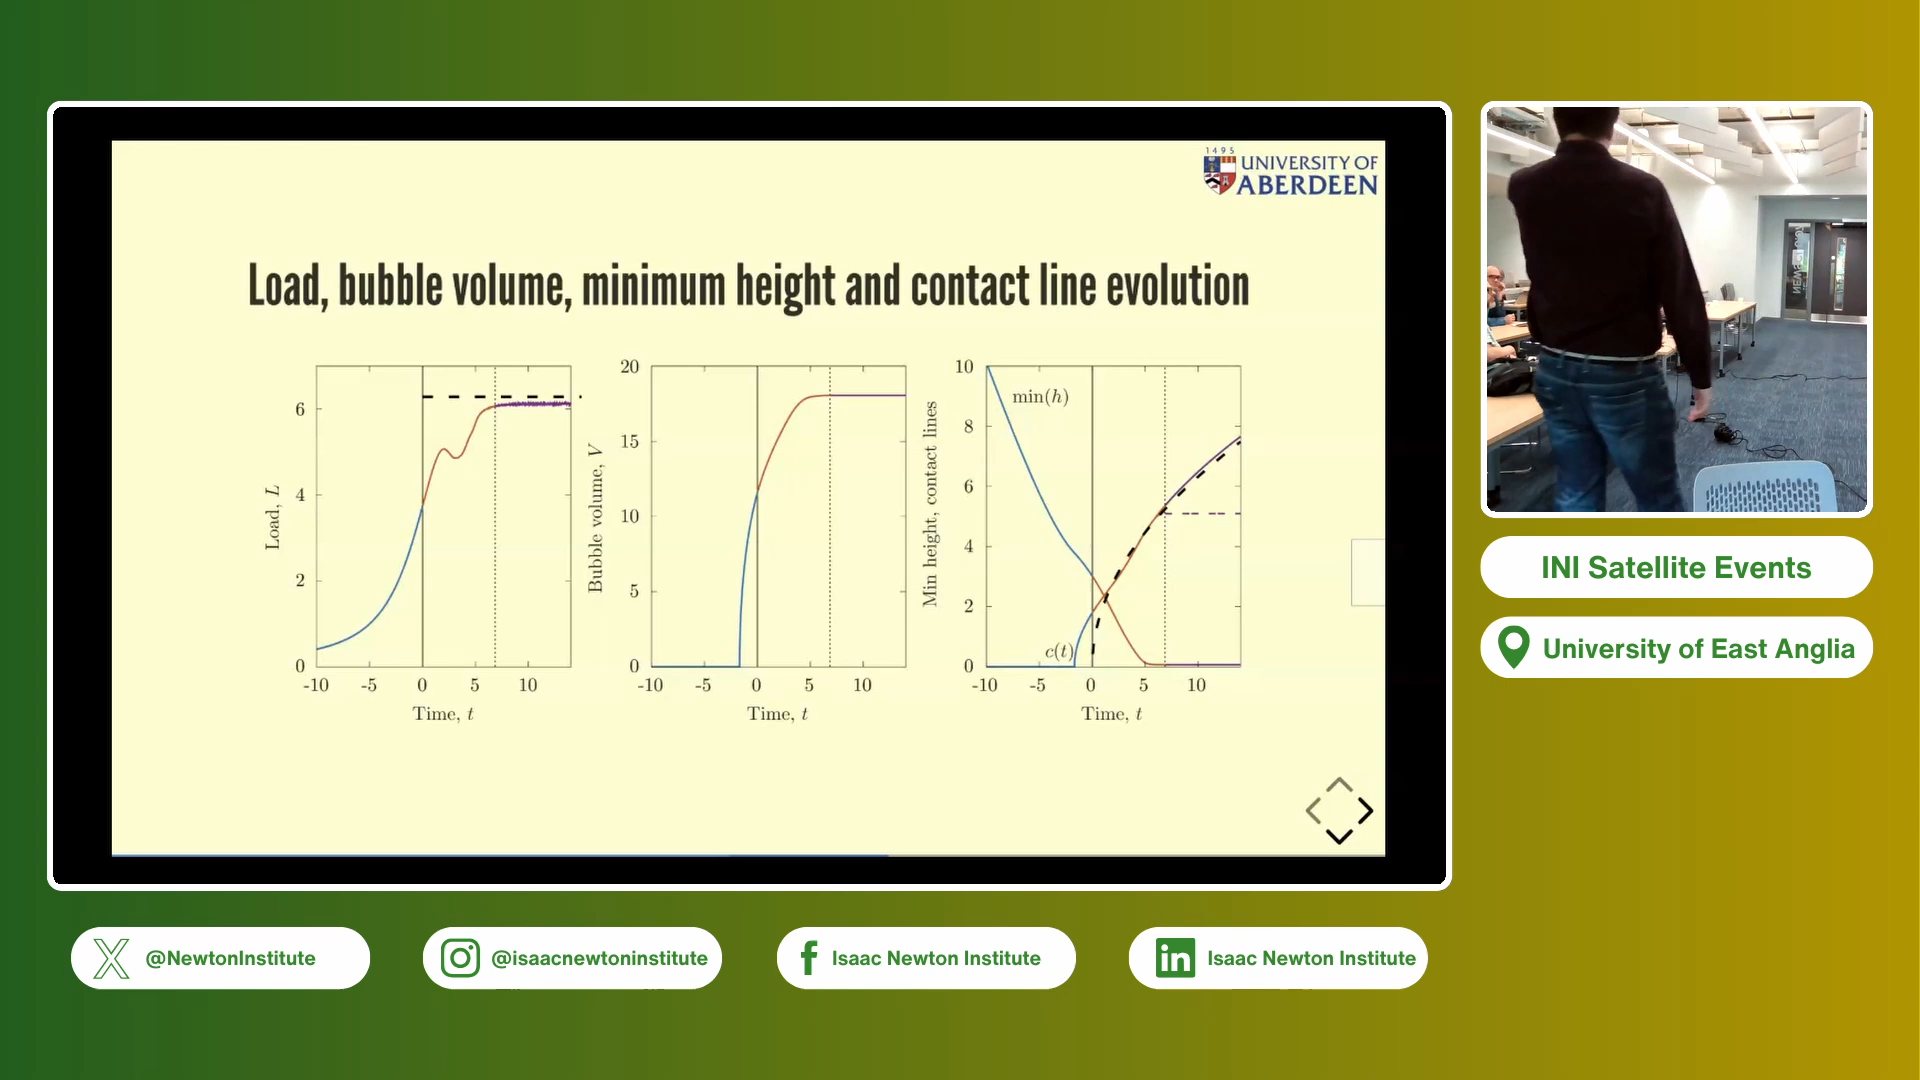 1495
UNIVERSITY OF
ABERDEEN
Load, bubble volume, minimum height and contact line evolution
Load, L
6
4
2
0
-10 -5 0 5 10
Time, t
Bubble volume, V
20
15
10
5
0
-10 -5 0 5 10
Time, t
Min height, contact lines
10
8
6
4
2
0
min(h)
c(t)
-10 -5 0 5 10
Time, t
INI Satellite Events
University of East Anglia
@NewtonInstitute
@isaacnewtoninstitute
Isaac Newton Institute
in
Isaac Newton Institute